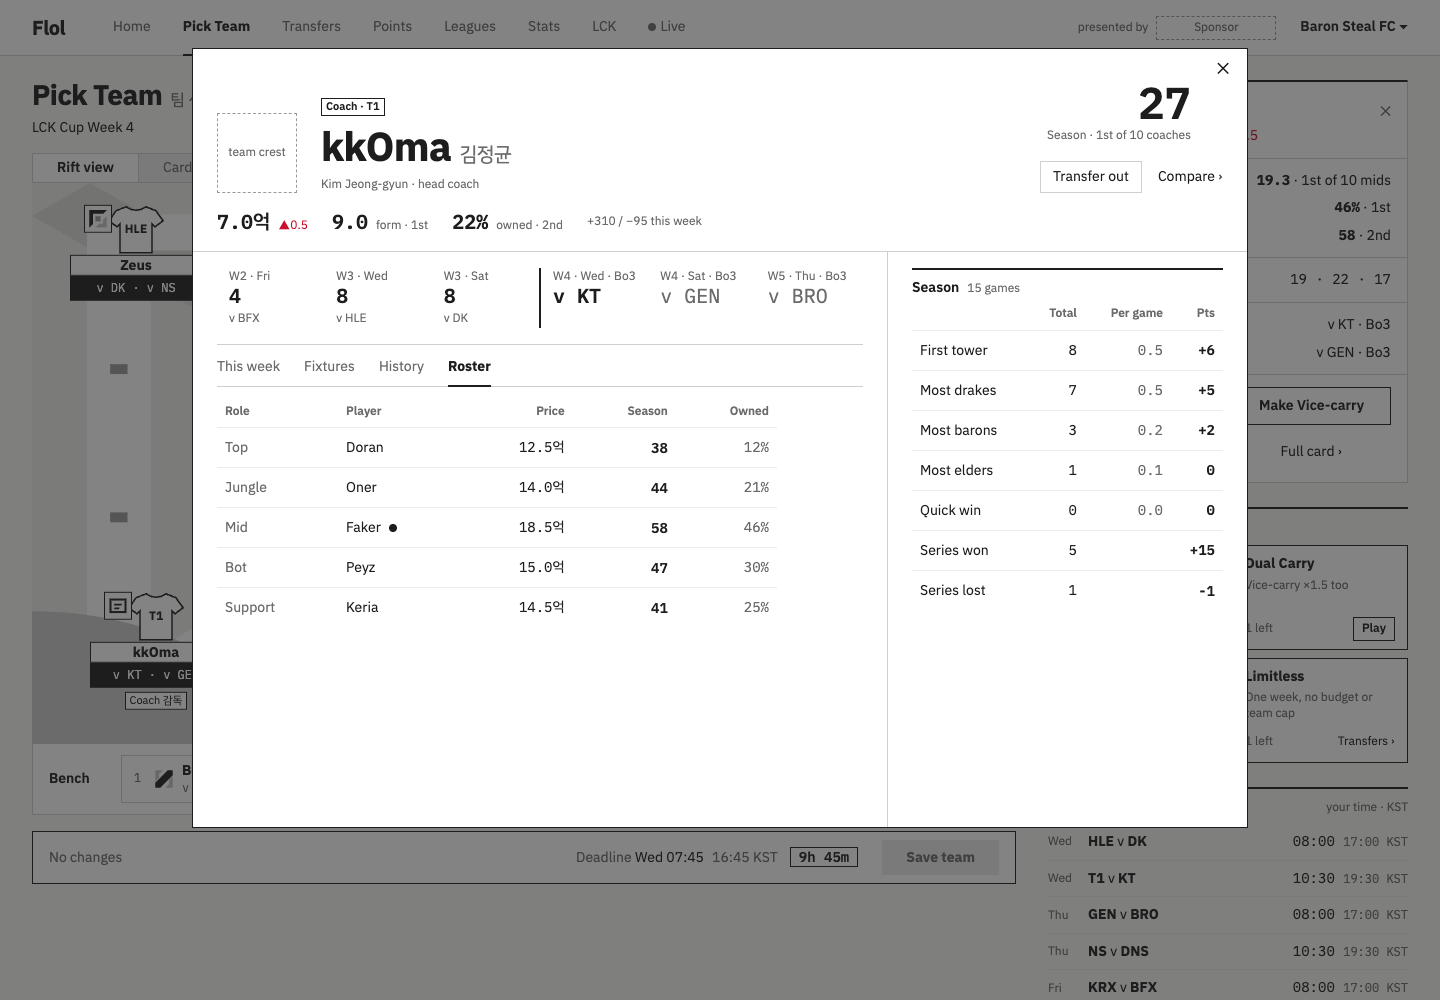 Flol Home Pick Team Transfers Points Leagues Stats LCK Live presented by Sponsor Baron Steal FC
Pick Team 팀
LCK Cup Week 4
Rift view Card
HLE
Zeus
v DK · v NS
T1
kkOma
v KT · v GE
Coach 감독
Bench 1 B
v
No changes Deadline Wed 07:45 16:45 KST 9h 45m Save team
Coach · T1
team crest
kkOma 김정균
Kim Jeong-gyun · head coach
27
Season · 1st of 10 coaches
Transfer out Compare ›
7.0억 ▲0.5 9.0 form · 1st 22% owned · 2nd +310 / −95 this week
W2 · Fri W3 · Wed W3 · Sat W4 · Wed · Bo3 W4 · Sat · Bo3 W5 · Thu · Bo3
4 8 8 v KT v GEN v BRO
v BFX v HLE v DK
This week Fixtures History Roster
Role Player Price Season Owned
Top Doran 12.5억 38 12%
Jungle Oner 14.0억 44 21%
Mid Faker 18.5억 58 46%
Bot Peyz 15.0억 47 30%
Support Keria 14.5억 41 25%
Season 15 games
Total Per game Pts
First tower 8 0.5 +6
Most drakes 7 0.5 +5
Most barons 3 0.2 +2
Most elders 1 0.1 0
Quick win 0 0.0 0
Series won 5 +15
Series lost 1 -1
.5
19.3 · 1st of 10 mids
46% · 1st
58 · 2nd
19 · 22 · 17
v KT · Bo3
v GEN · Bo3
Make Vice-carry
Full card ›
Dual Carry
Vice-carry ×1.5 too
1 left Play
Limitless
One week, no budget or
team cap
1 left Transfers ›
your time · KST
Wed HLE v DK 08:00 17:00 KST
Wed T1 v KT 10:30 19:30 KST
Thu GEN v BRO 08:00 17:00 KST
Thu NS v DNS 10:30 19:30 KST
Fri KRX v BFX 08:00 17:00 KST